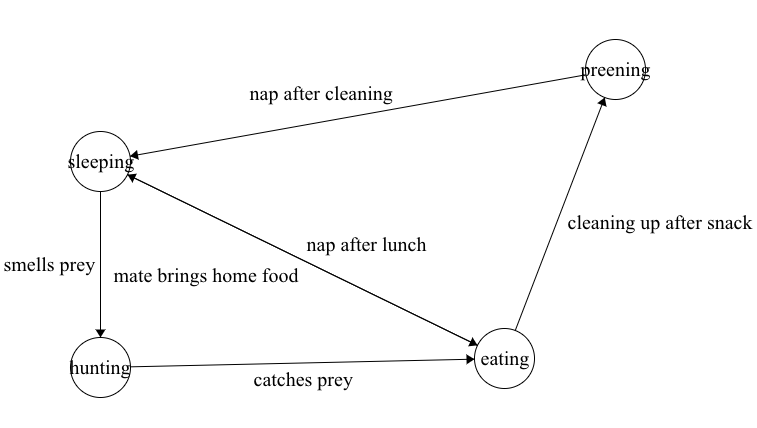 preening
nap after cleaning
sleeping
cleaning up after snack
nap after lunch
smells prey
mate brings home food
eating
hunting
catches prey